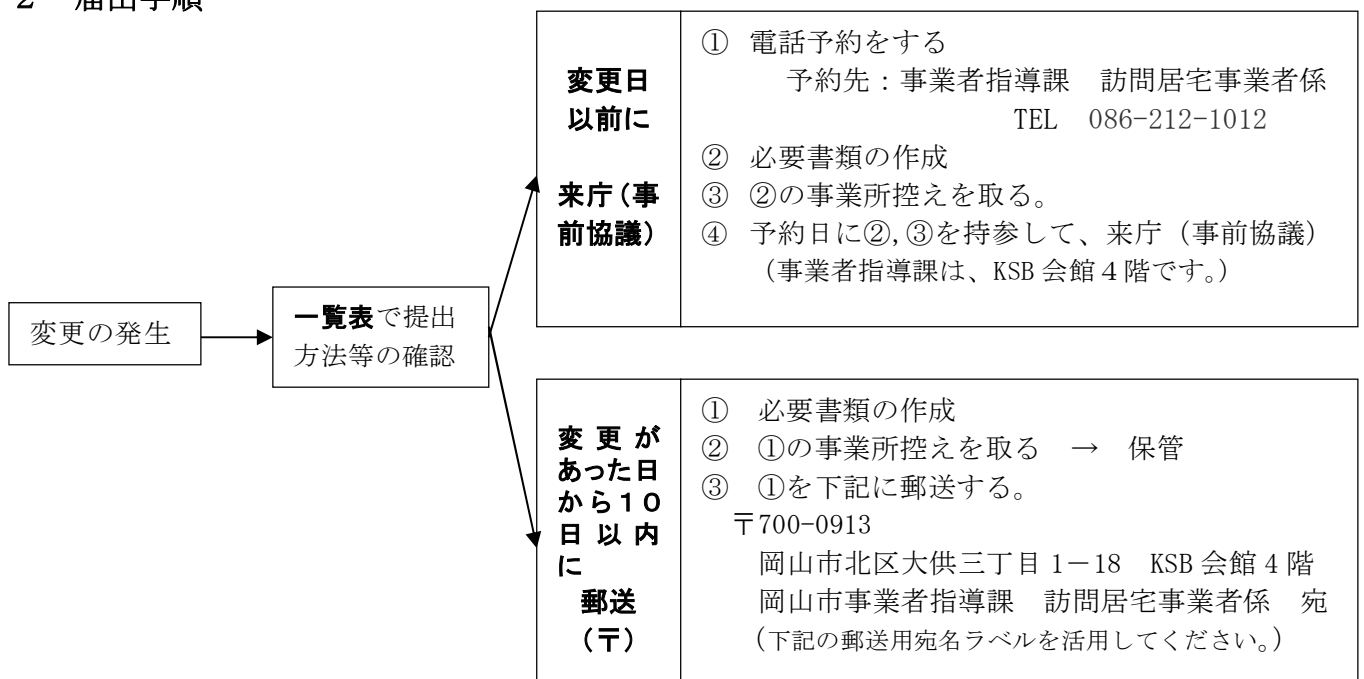 2 届出手順
変更の発生
一覧表で提出
方法等の確認
変更日
以前に
来庁（事
前協議）
① 電話予約をする
予約先：事業者指導課 訪問居宅事業者係
TEL 086-212-1012
② 必要書類の作成
③ ②の事業所控えを取る。
④ 予約日に②,③を持参して、来庁（事前協議）
（事業者指導課は、KSB 会館４階です。）
変更が
あった日
から１０
日以内
に
郵送
（〒）
① 必要書類の作成
② ①の事業所控えを取る → 保管
③ ①を下記に郵送する。
〒700-0913
岡山市北区大供三丁目 1－18 KSB 会館 4 階
岡山市事業者指導課 訪問居宅事業者係 宛
（下記の郵送用宛名ラベルを活用してください。）